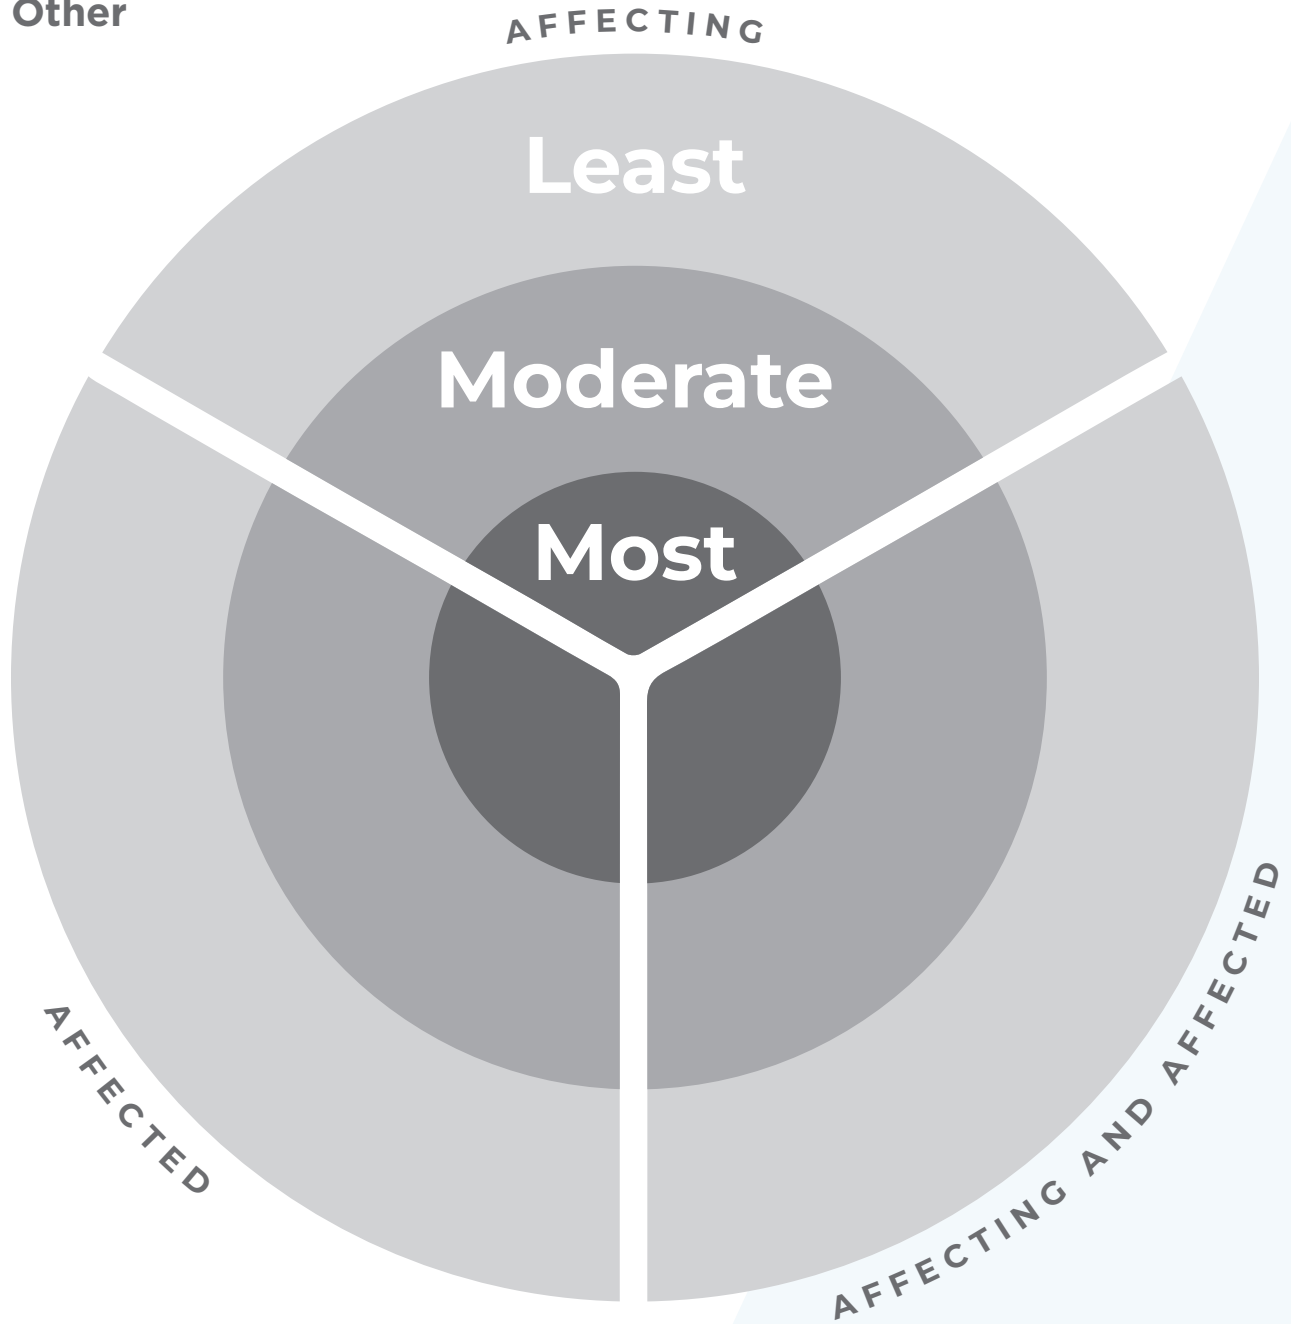 Other
AFFECTING
Least
Moderate
Most
AFFECTED
AFFECTING AND AFFECTED